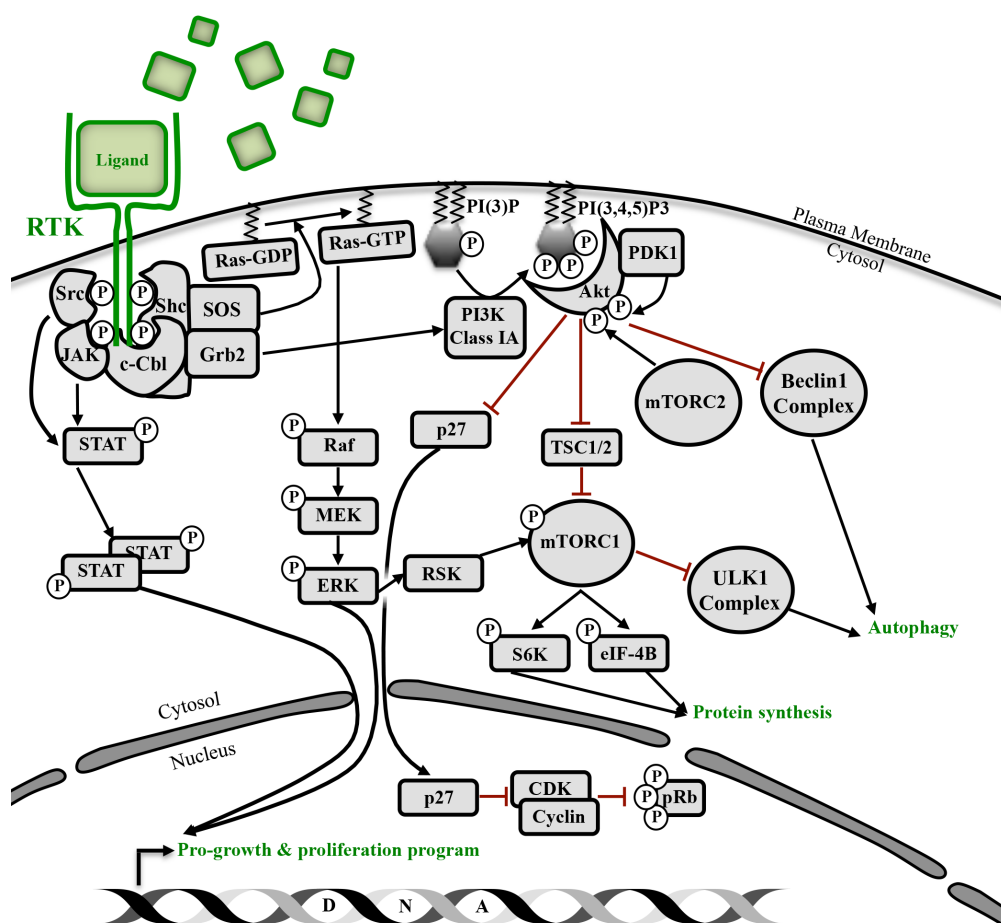 Ligand
RTK
Plasma Membrane
Cytosol
PI(3)P
PI(3,4,5)P3
Ras-GDP
Ras-GTP
P
P
P
P
PDK1
Akt
P
P
Src
P
P
Shc
SOS
PI3K
Class IA
JAK
P
P
c-Cbl
Grb2
mTORC2
Beclin1
Complex
STAT
P
P
Raf
p27
TSC1/2
P
MEK
P
mTORC1
STAT
P
STAT
P
P
ERK
RSK
ULK1
Complex
P
S6K
P
eIF-4B
Autophagy
Protein synthesis
Cytosol
Nucleus
p27
CDK
Cyclin
P
P
P
pRb
Pro-growth & proliferation program
D N A